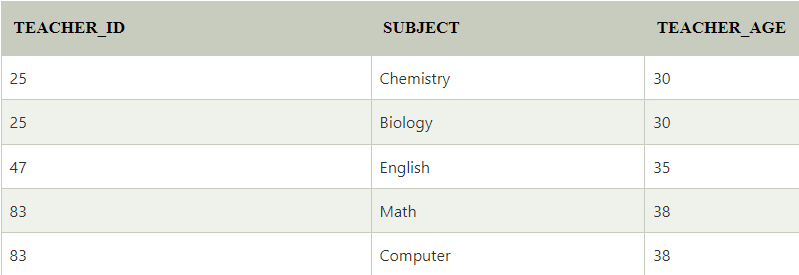 TEACHER_ID SUBJECT TEACHER_AGE
25 Chemistry 30
25 Biology 30
47 English 35
83 Math 38
83 Computer 38